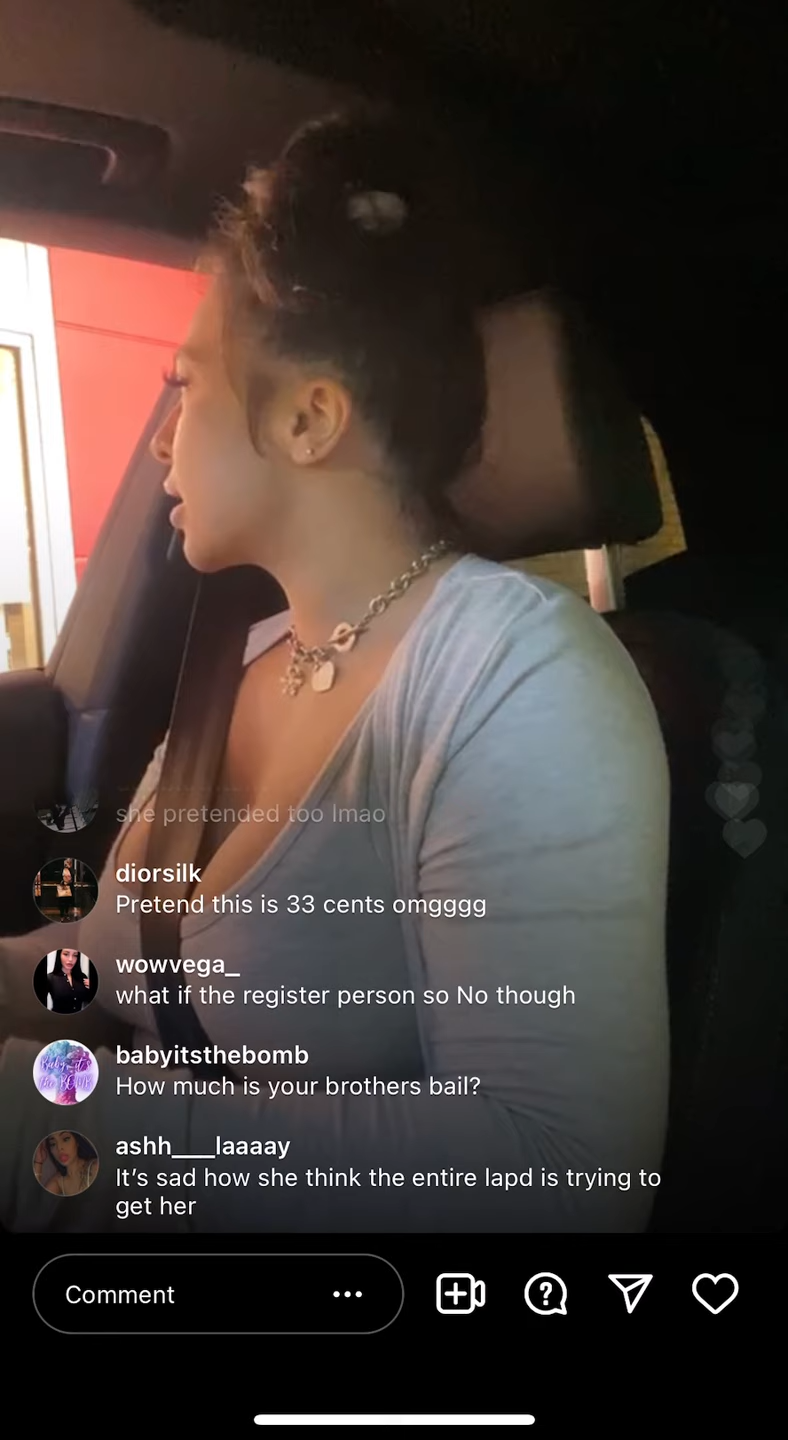 she pretended too lmao
diorsilk
Pretend this is 33 cents omgggg
wowvega_
what if the register person so No though
babyitsthebomb
How much is your brothers bail?
ashh____laaaay
It’s sad how she think the entire lapd is trying to
get her
Comment